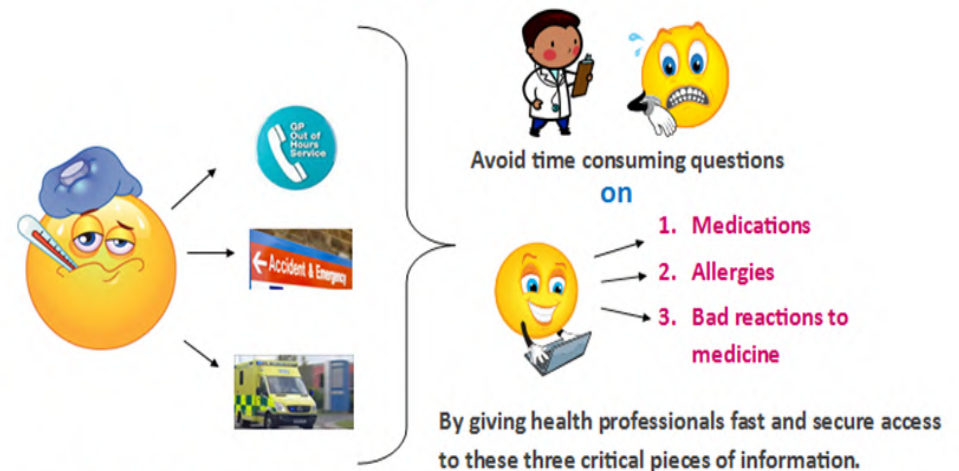 GP
Out of
Hours
Service
Accident & Emergency
Avoid time consuming questions
on
1. Medications
2. Allergies
3. Bad reactions to
medicine
By giving health professionals fast and secure access
to these three critical pieces of information.